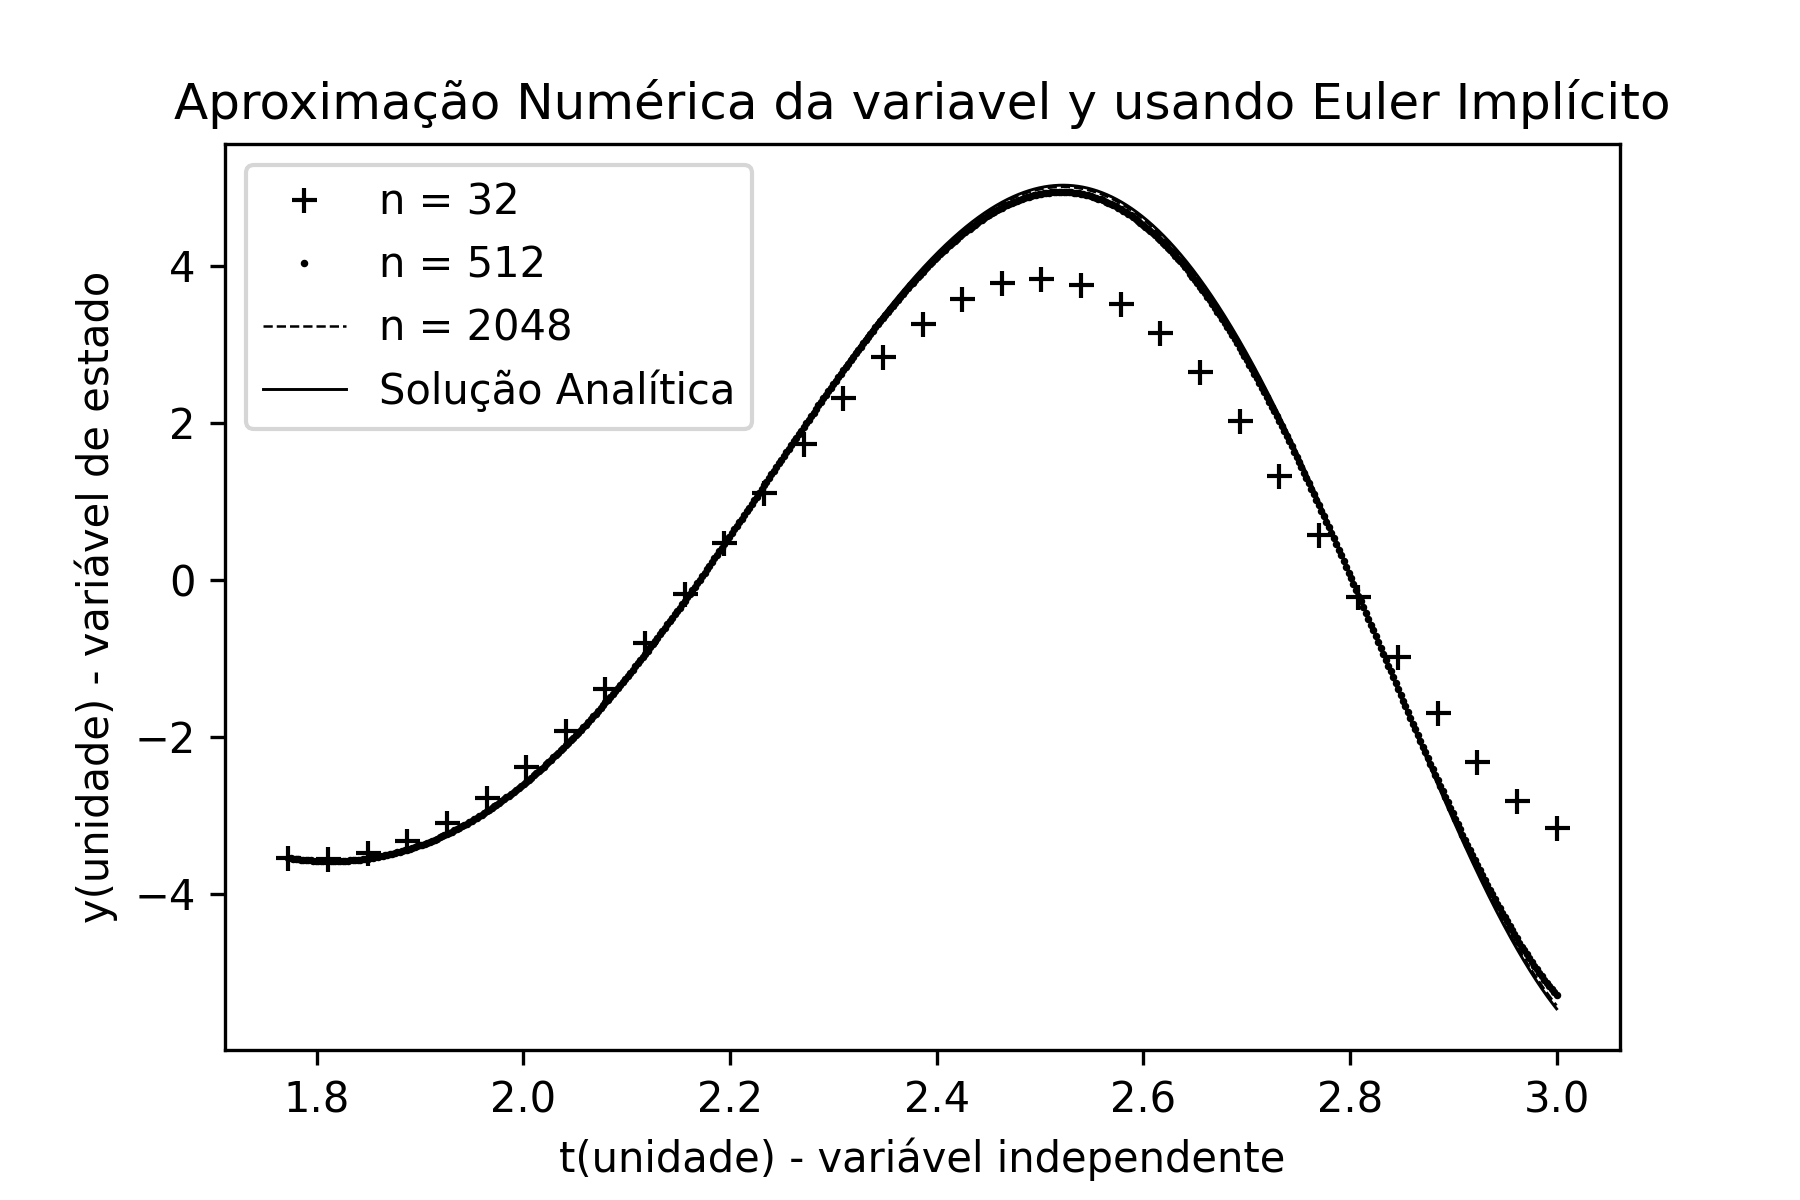 Aproximação Numérica da variavel y usando Euler Implícito
n = 32
n = 512
n = 2048
Solução Analítica
y(unidade) - variável de estado
4
2
0
−2
−4
1.8 2.0 2.2 2.4 2.6 2.8 3.0
t(unidade) - variável independente